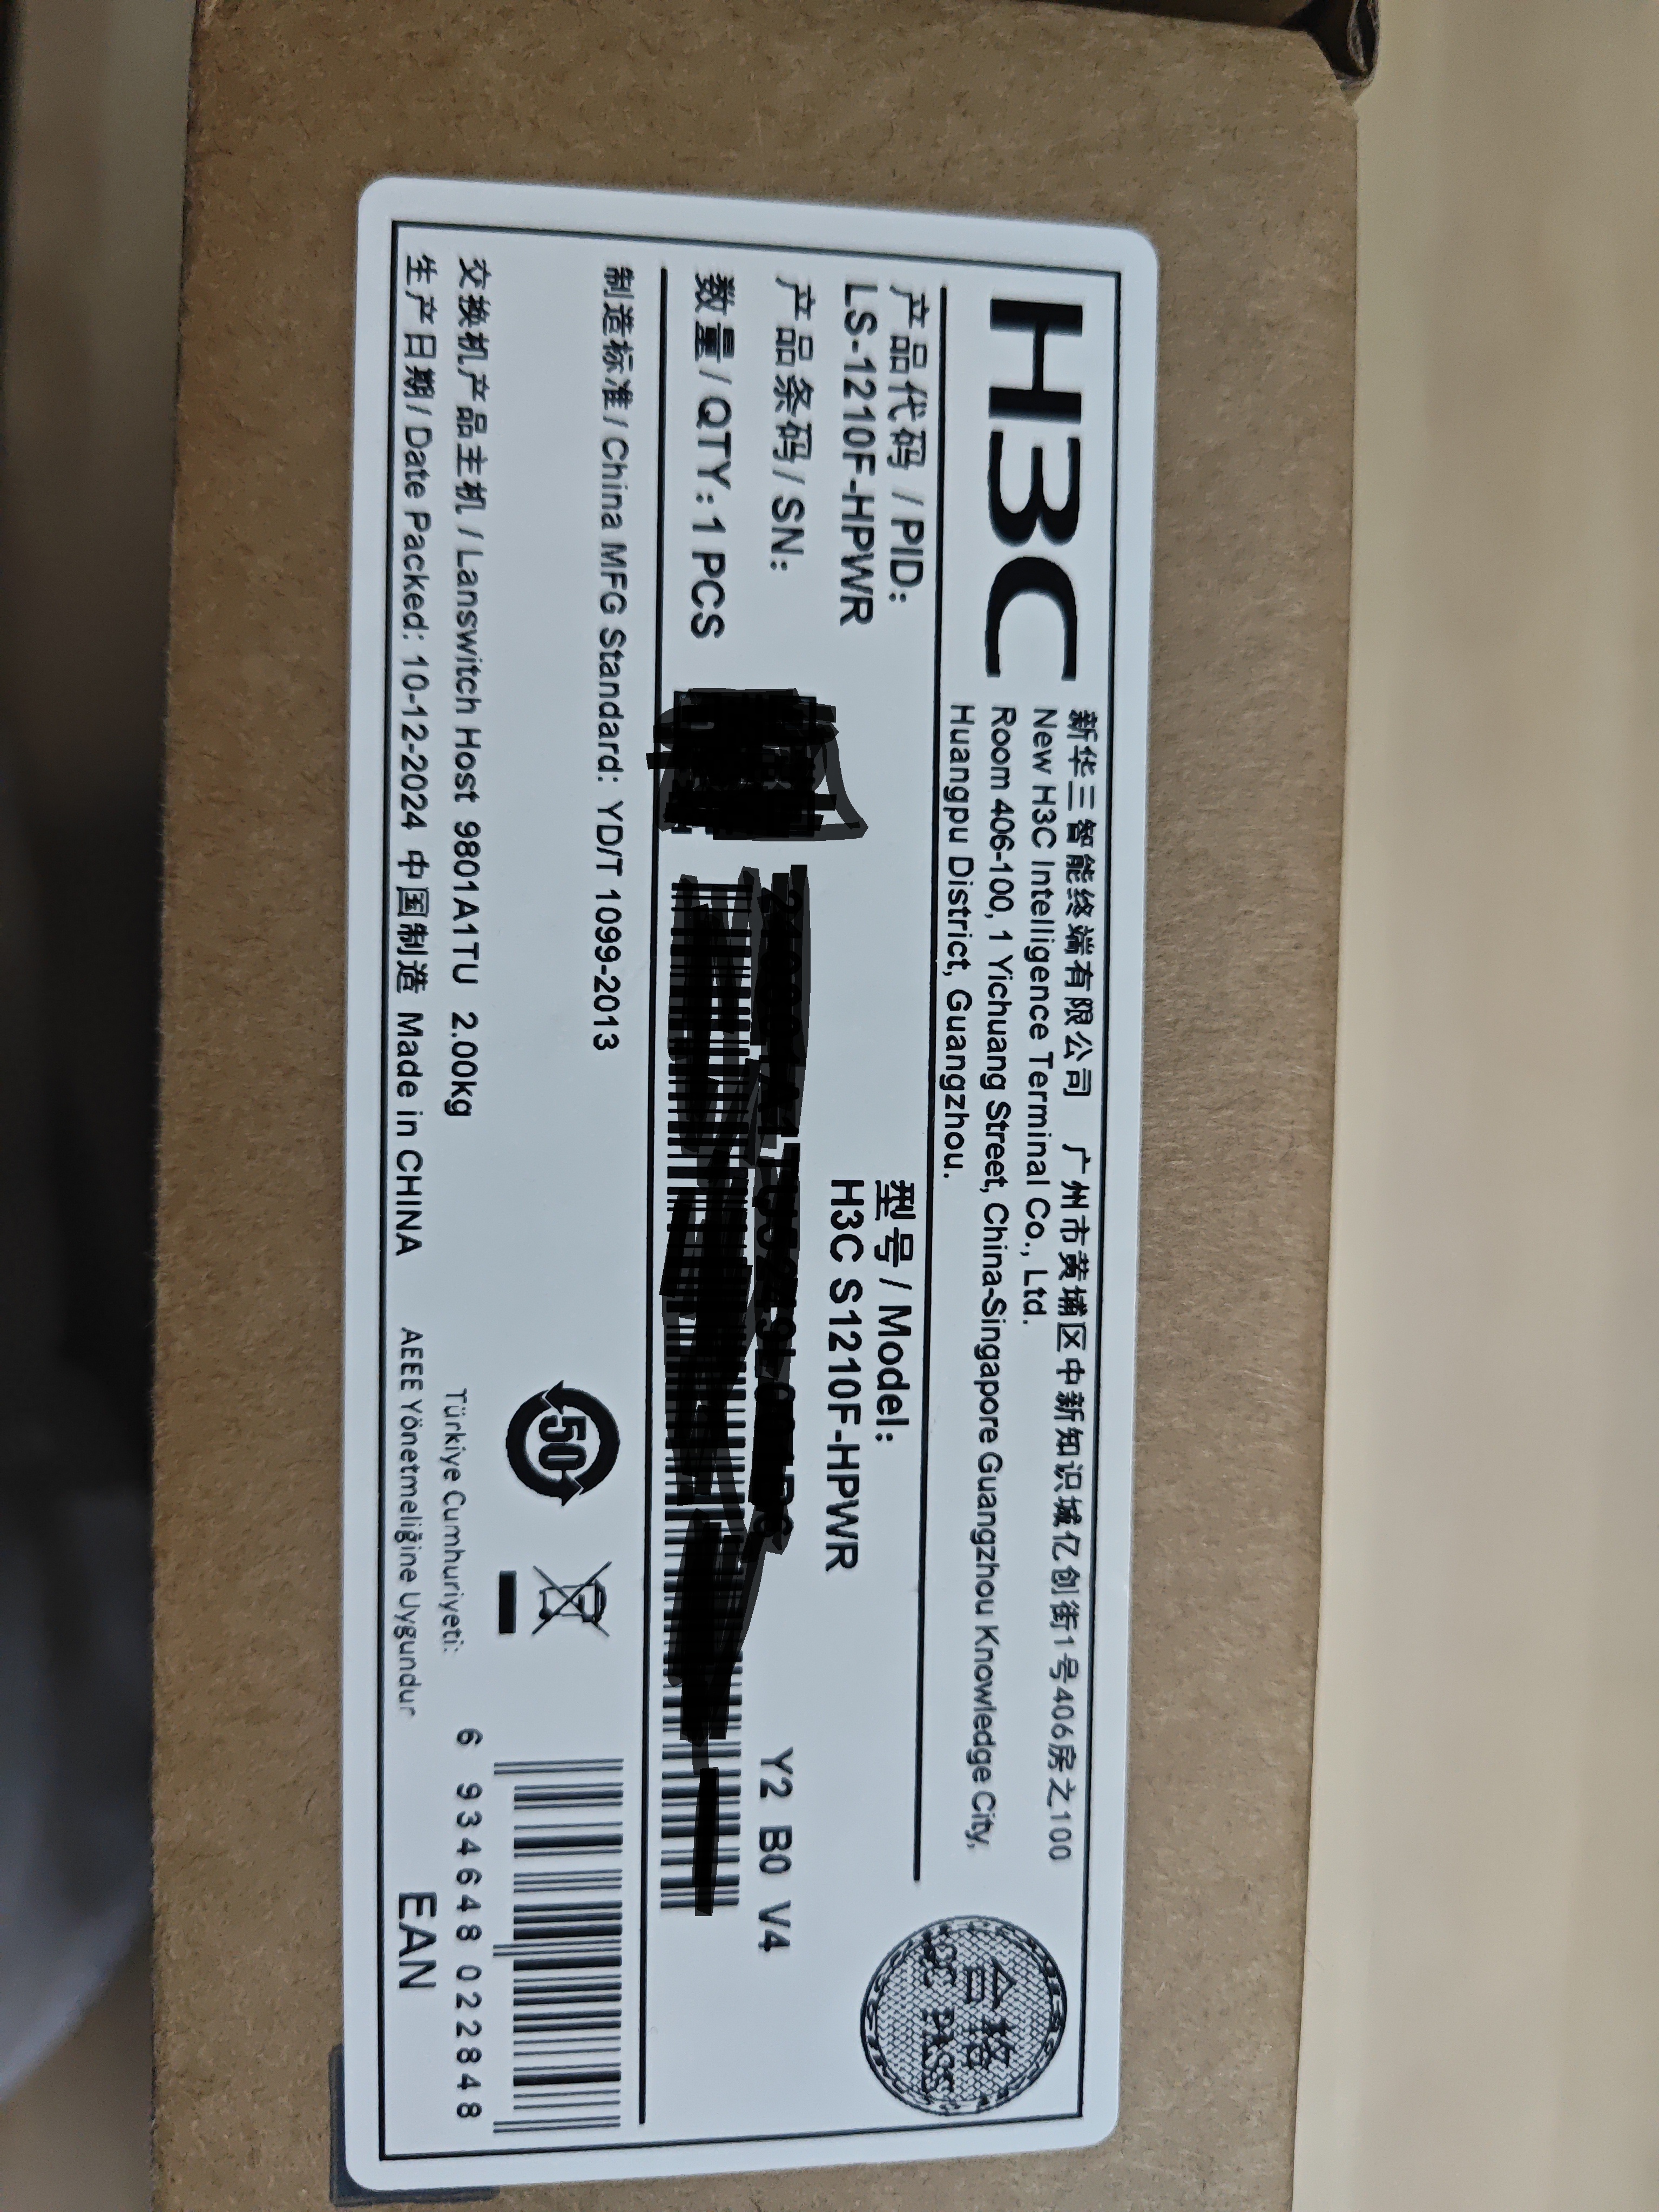 H3C
新华三智能终端有限公司 广州市黄埔区中新知识城亿创街1号406房之100
New H3C Intelligence Terminal Co., Ltd.
Room 406-100, 1 Yichuang Street, China-Singapore Guangzhou Knowledge City,
Huangpu District, Guangzhou.
产品代码 / PID:
LS-1210F-HPWR
型号 / Model:
H3C S1210F-HPWR
合格
QC PASS
产品条码 / SN:
Y2 B0 V4
数量 / QTY: 1 PCS
制造标准 / China MFG Standard: YD/T 1099-2013
50
交换机产品主机 / Lanswitch Host 9801A1TU 2.00kg
生产日期 / Date Packed: 10-12-2024 中国制造 Made in CHINA
Türkiye Cumhuriyeti:
AEEE Yönetmeliğine Uygundur
6 934648 022848
EAN